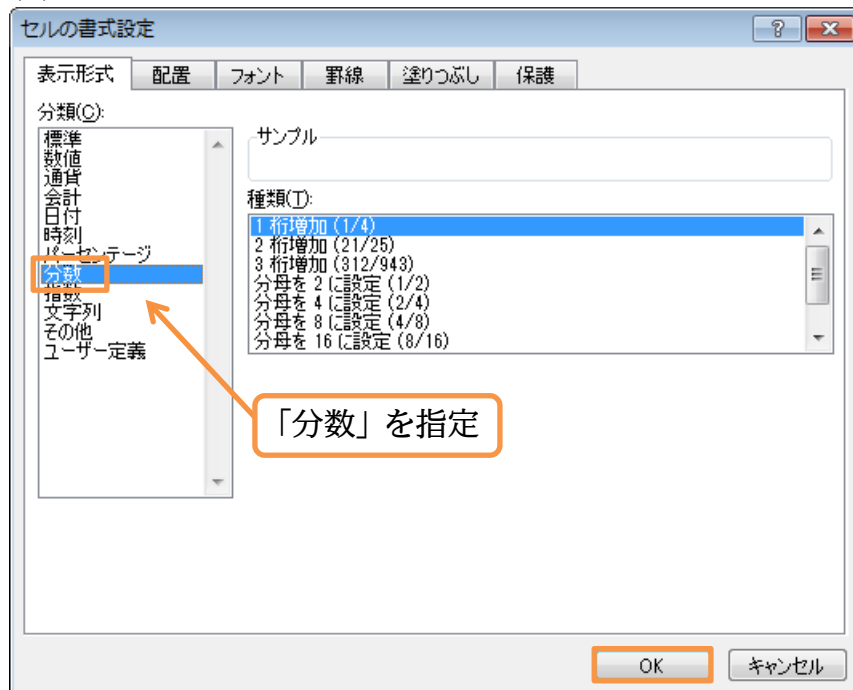 セルの書式設定
表示形式 配置 フォント 罫線 塗りつぶし 保護
分類(C):
標準
数値
通貨
会計
日付
時刻
パーセンテージ
分数
指数
文字列
その他
ユーザー定義
サンプル
種類(T):
1 桁増加 (1/4)
2 桁増加 (21/25)
3 桁増加 (312/943)
分母を 2 に設定 (1/2)
分母を 4 に設定 (2/4)
分母を 8 に設定 (4/8)
分母を 16 に設定 (8/16)
「分数」を指定
OK キャンセル